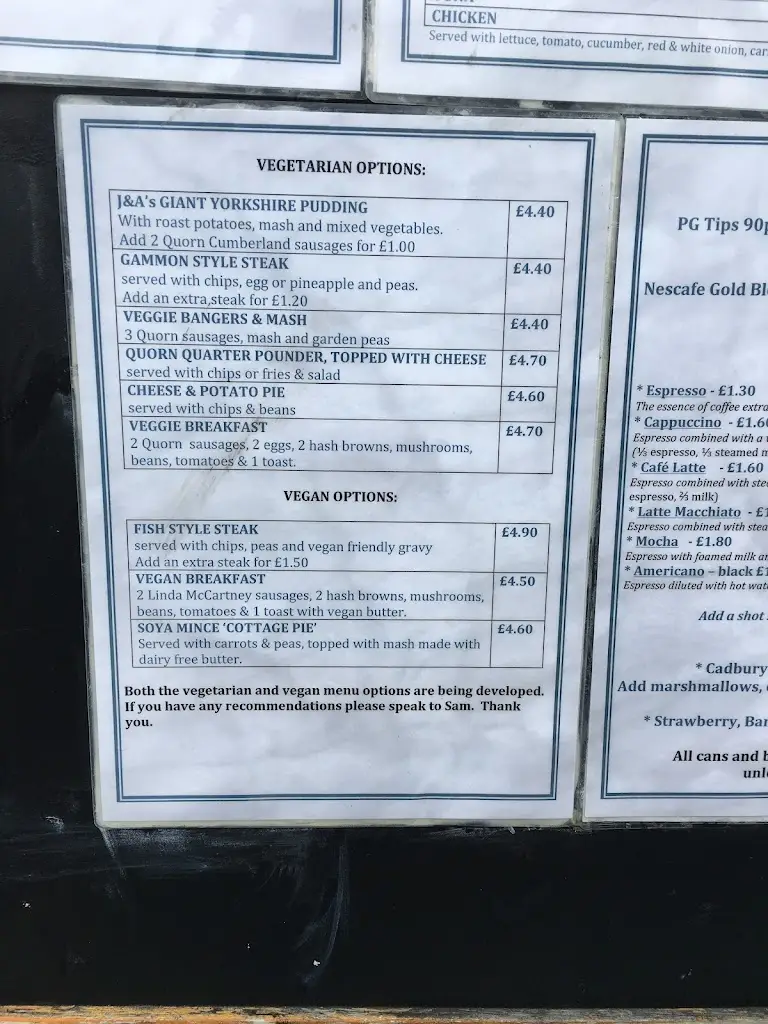 CHICKEN
Served with lettuce, tomato, cucumber, red & white onion,
VEGETARIAN OPTIONS:
J&A's GIANT YORKSHIRE PUDDING £4.40
With roast potatoes, mash and mixed vegetables.
Add 2 Quorn Cumberland sausages for £1.00
GAMMON STYLE STEAK £4.40
served with chips, egg or pineapple and peas.
Add an extra steak for £1.20
VEGGIE BANGERS & MASH £4.40
3 Quorn sausages, mash and garden peas
QUORN QUARTER POUNDER, TOPPED WITH CHEESE £4.70
served with chips or fries & salad
CHEESE & POTATO PIE £4.60
served with chips & beans
VEGGIE BREAKFAST £4.70
2 Quorn sausages, 2 eggs, 2 hash browns, mushrooms,
beans, tomatoes & 1 toast.
VEGAN OPTIONS:
FISH STYLE STEAK £4.90
served with chips, peas and vegan friendly gravy
Add an extra steak for £1.50
VEGAN BREAKFAST £4.50
2 Linda McCartney sausages, 2 hash browns, mushrooms,
beans, tomatoes & 1 toast with vegan butter.
SOYA MINCE 'COTTAGE PIE' £4.60
Served with carrots & peas, topped with mash made with
dairy free butter.
Both the vegetarian and vegan menu options are being developed.
If you have any recommendations please speak to Sam. Thank
you.
PG Tips 90p
Nescafe Gold
* Espresso - £1.30
The essence of coffee
* Cappuccino - £1.60
Espresso combined with a
(⅓ espresso, ⅓ steamed
* Café Latte - £1.60
Espresso combined with
espresso, ⅔ milk)
* Latte Macchiato -
Espresso combined with
* Mocha - £1.80
Espresso with foamed milk
* Americano – black
Espresso diluted with hot
Add a shot
* Cadbury
Add marshmallows,
* Strawberry,
All cans and